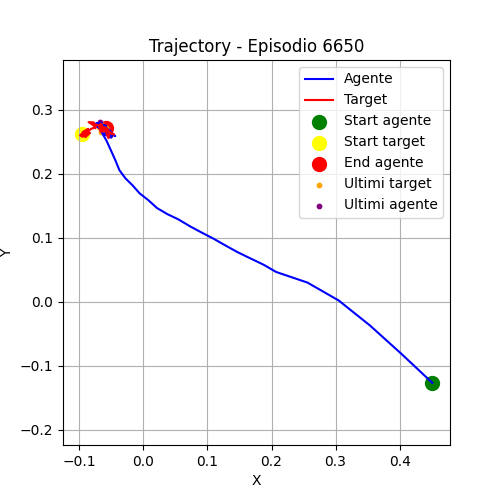 Trajectory - Episodio 6650
Agente
Target
Start agente
Start target
End agente
Ultimi target
Ultimi agente
0.3
0.2
0.1
0.0
−0.1
−0.2
Y
−0.1
0.0
0.1
0.2
0.3
0.4
X